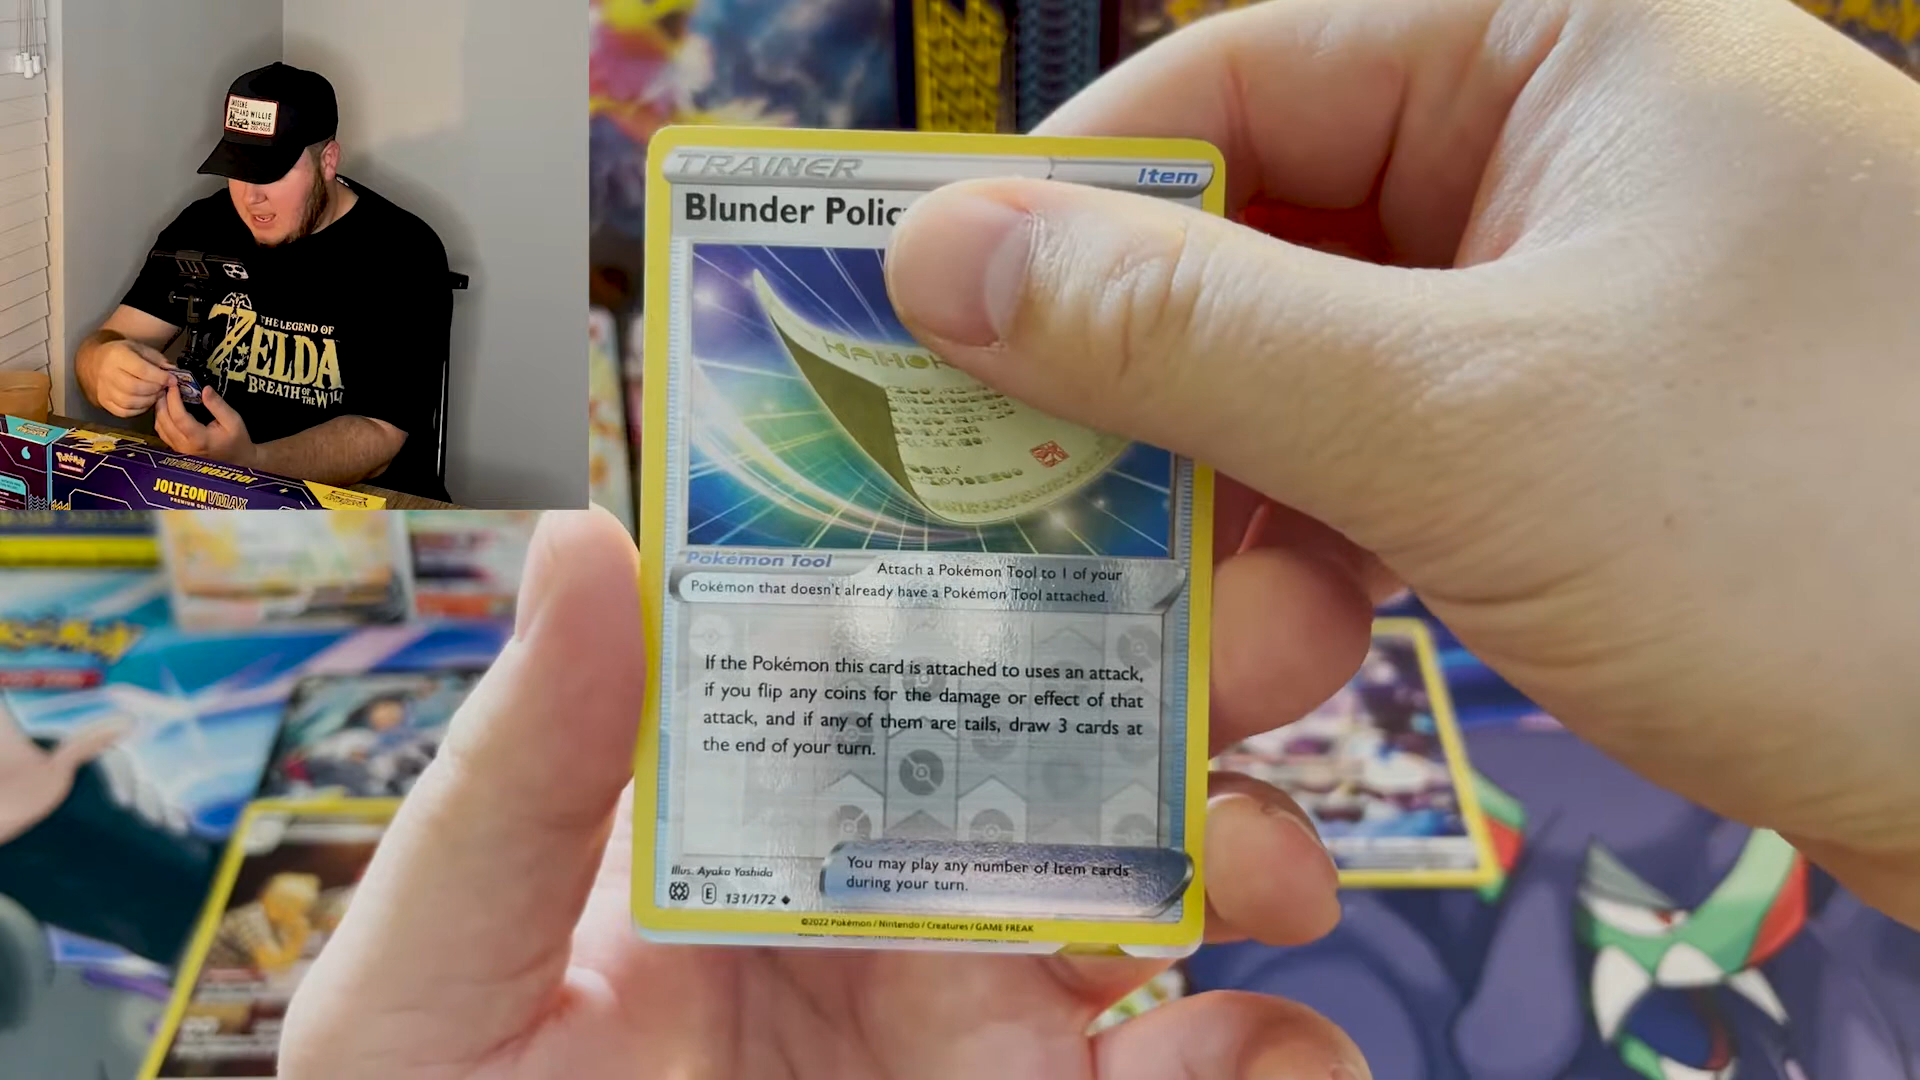 THE LEGEND OF
ZELDA
BREATH OF
THE WIL
Pokémon
JOLTEON VMAX
TRAINER
Item
Blunder Polic
Pokémon Tool
Attach a Pokémon Tool to 1 of your
Pokémon that doesn't already have a Pokémon Tool attached.
If the Pokémon this card is attached to uses an attack,
if you flip any coins for the damage or effect of that
attack, and if any of them are tails, draw 3 cards at
the end of your turn.
You may play any number of Item cards
during your turn.
Illus. Ayaka Yoshida
E 131/172
©2022 Pokémon / Nintendo / Creatures / GAME FREAK